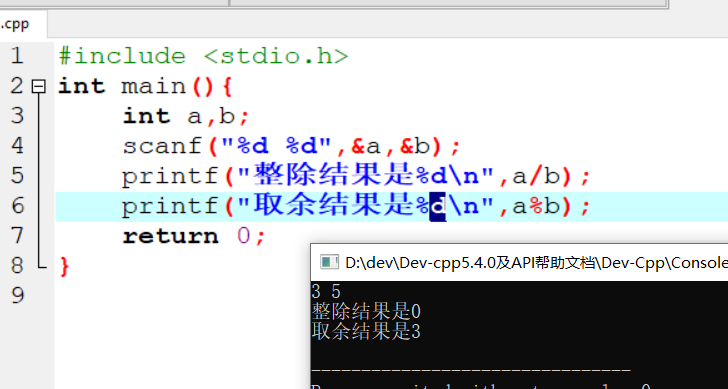 .cpp
1 #include <stdio.h>
2 int main(){
3 int a,b;
4 scanf("%d %d",&a,&b);
5 printf("整除结果是%d\n",a/b);
6 printf("取余结果是%d\n",a%b);
7 return 0;
8 }
9
D:\dev\Dev-cpp5.4.0及API帮助文档\Dev-Cpp\Console
3 5
整除结果是0
取余结果是3
--------------------------------